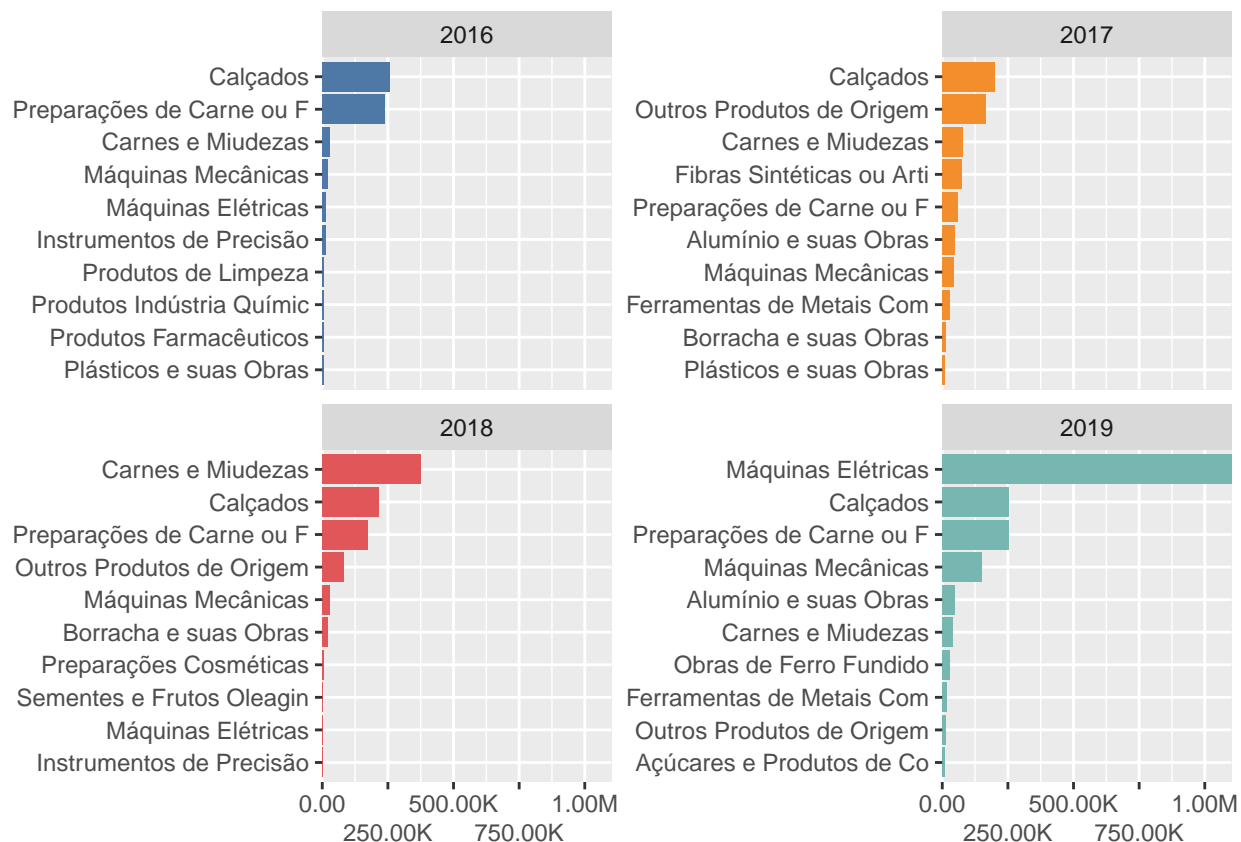 2016
Calçados
Preparações de Carne ou F
Carnes e Miudezas
Máquinas Mecânicas
Máquinas Elétricas
Instrumentos de Precisão
Produtos de Limpeza
Produtos Indústria Químic
Produtos Farmacêuticos
Plásticos e suas Obras
2017
Calçados
Outros Produtos de Origem
Carnes e Miudezas
Fibras Sintéticas ou Arti
Preparações de Carne ou F
Alumínio e suas Obras
Máquinas Mecânicas
Ferramentas de Metais Com
Borracha e suas Obras
Plásticos e suas Obras
2018
Carnes e Miudezas
Calçados
Preparações de Carne ou F
Outros Produtos de Origem
Máquinas Mecânicas
Borracha e suas Obras
Preparações Cosméticas
Sementes e Frutos Oleagin
Máquinas Elétricas
Instrumentos de Precisão
0.00 500.00K 1.00M
250.00K 750.00K
2019
Máquinas Elétricas
Calçados
Preparações de Carne ou F
Máquinas Mecânicas
Alumínio e suas Obras
Carnes e Miudezas
Obras de Ferro Fundido
Ferramentas de Metais Com
Outros Produtos de Origem
Açúcares e Produtos de Co
0.00 500.00K 1.00M
250.00K 750.00K